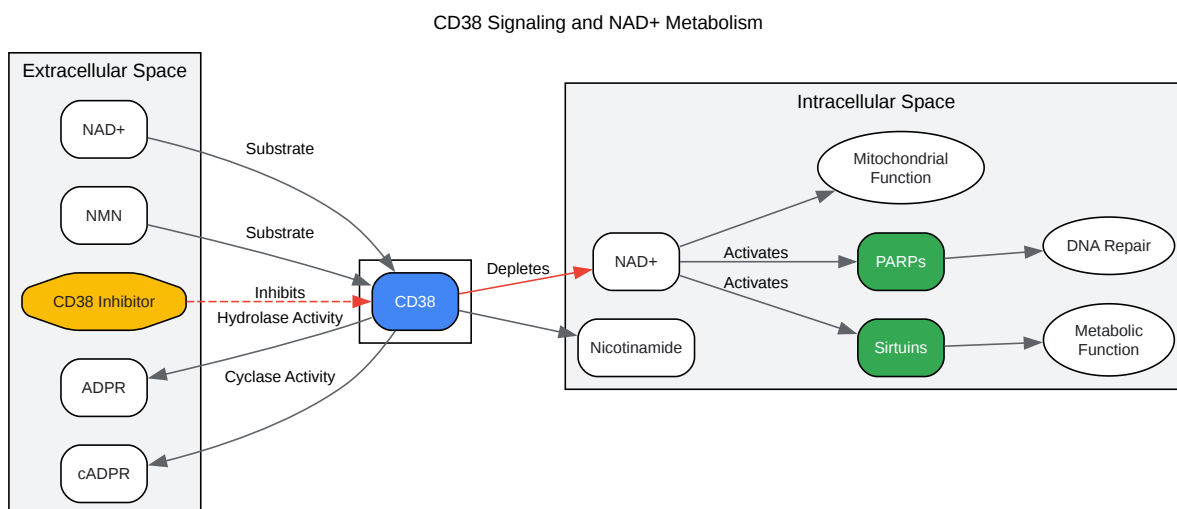 CD38 Signaling and NAD+ Metabolism
Extracellular Space
NAD+
NMN
CD38 Inhibitor
ADPR
cADPR
Substrate
Substrate
Inhibits
Hydrolase Activity
Cyclase Activity
CD38
Depletes
Intracellular Space
NAD+
Nicotinamide
Activates
Activates
Mitochondrial
Function
PARPs
Sirtuins
DNA Repair
Metabolic
Function